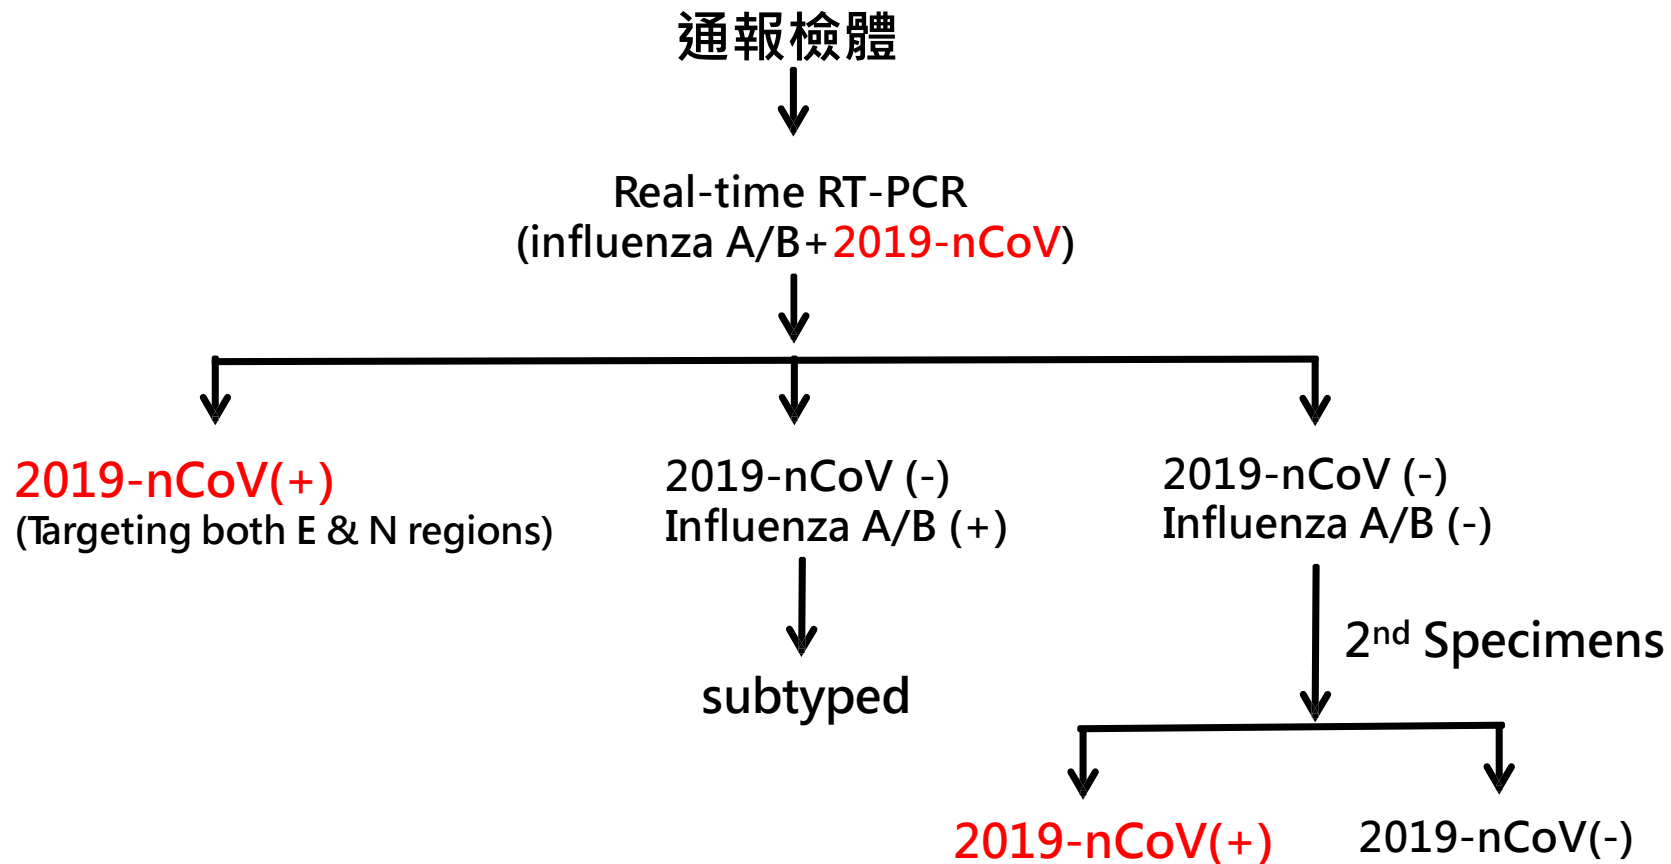 通報檢體
Real-time RT-PCR
(influenza A/B+2019-nCoV)
2019-nCoV(+)
(Targeting both E & N regions)
2019-nCoV (-)
Influenza A/B (+)
2019-nCoV (-)
Influenza A/B (-)
2nd Specimens
subtyped
2019-nCoV(+)
2019-nCoV(-)